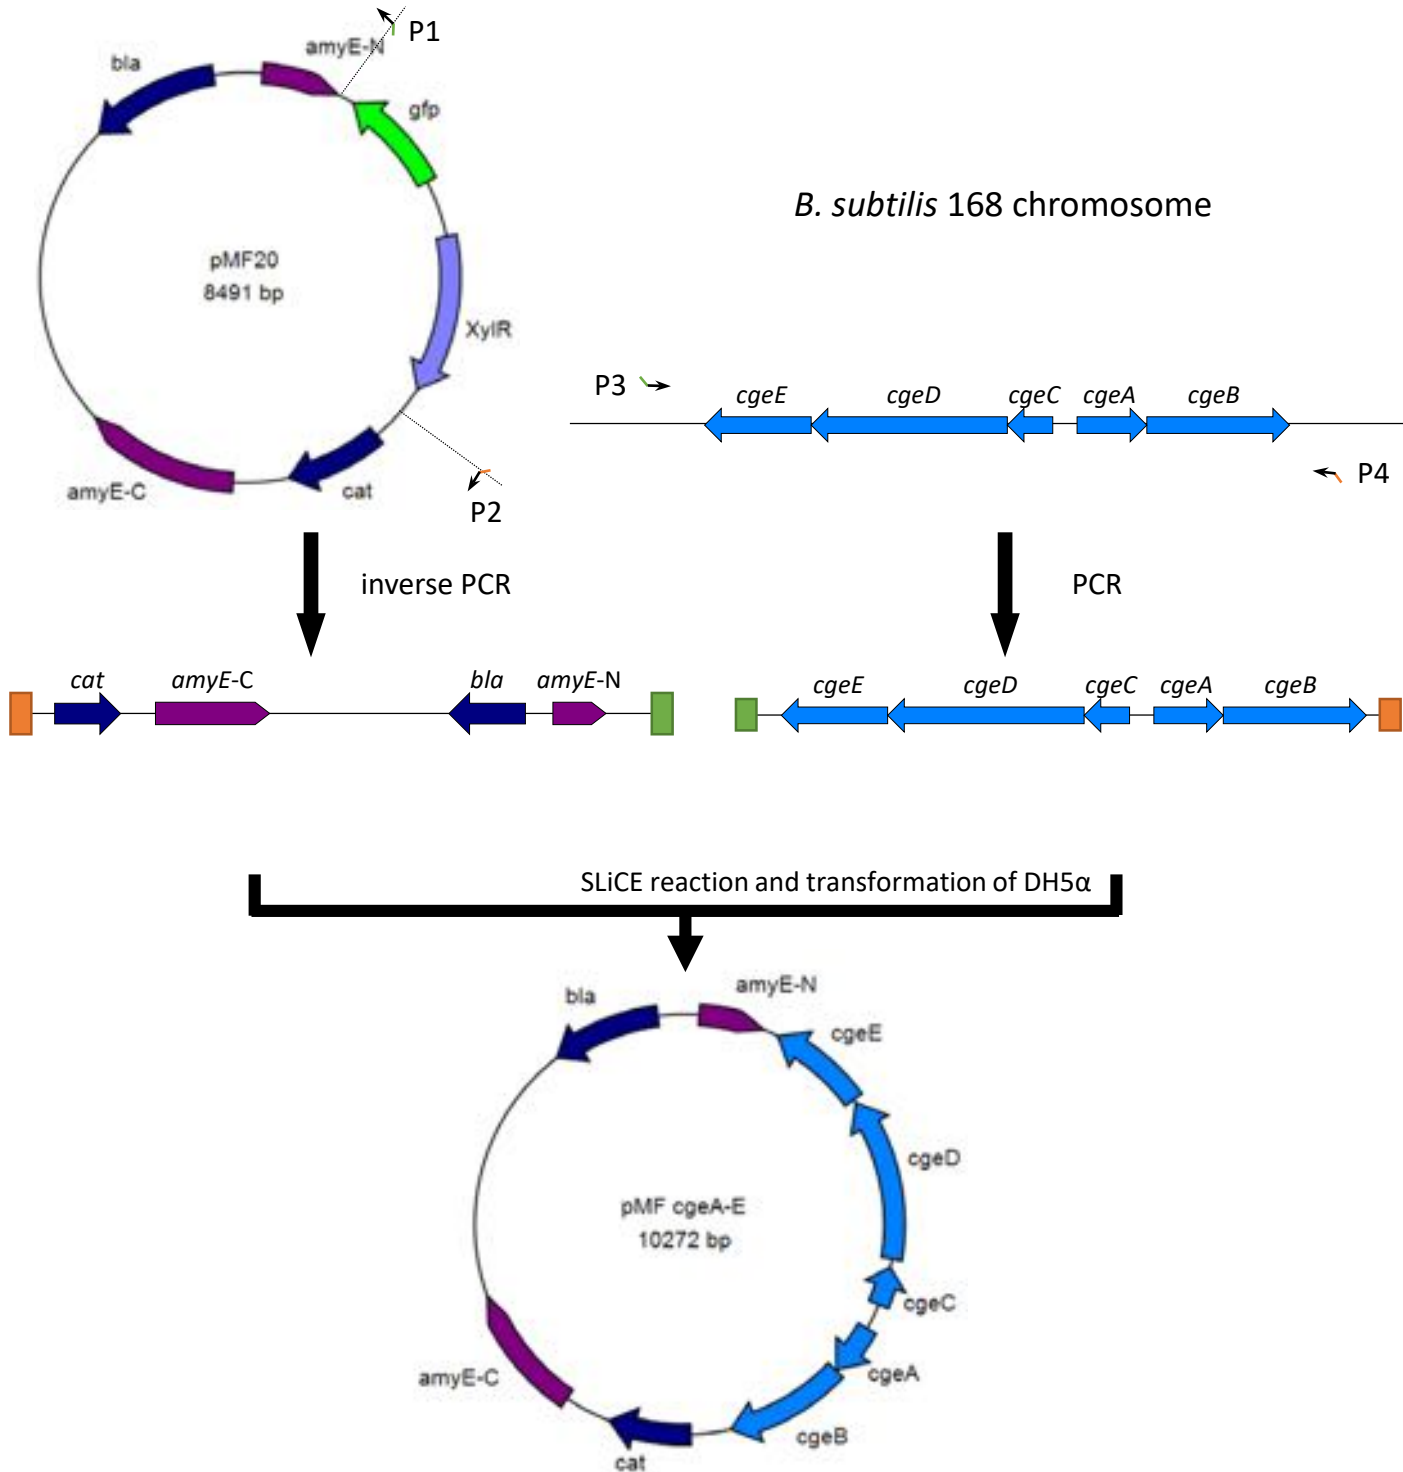 P1
amyE-N
bla
gfp
pMF20
8491 bp
XylR
amyE-C
cat
P2
B. subtilis 168 chromosome
P3
cgeE
cgeD
cgeC
cgeA
cgeB
P4
inverse PCR
PCR
cat
amyE-C
bla
amyE-N
cgeE
cgeD
cgeC
cgeA
cgeB
SLiCE reaction and transformation of DH5α
bla
amyE-N
cgeE
cgeD
pMF cgeA-E
10272 bp
cgeC
cgeA
amyE-C
cgeB
cat